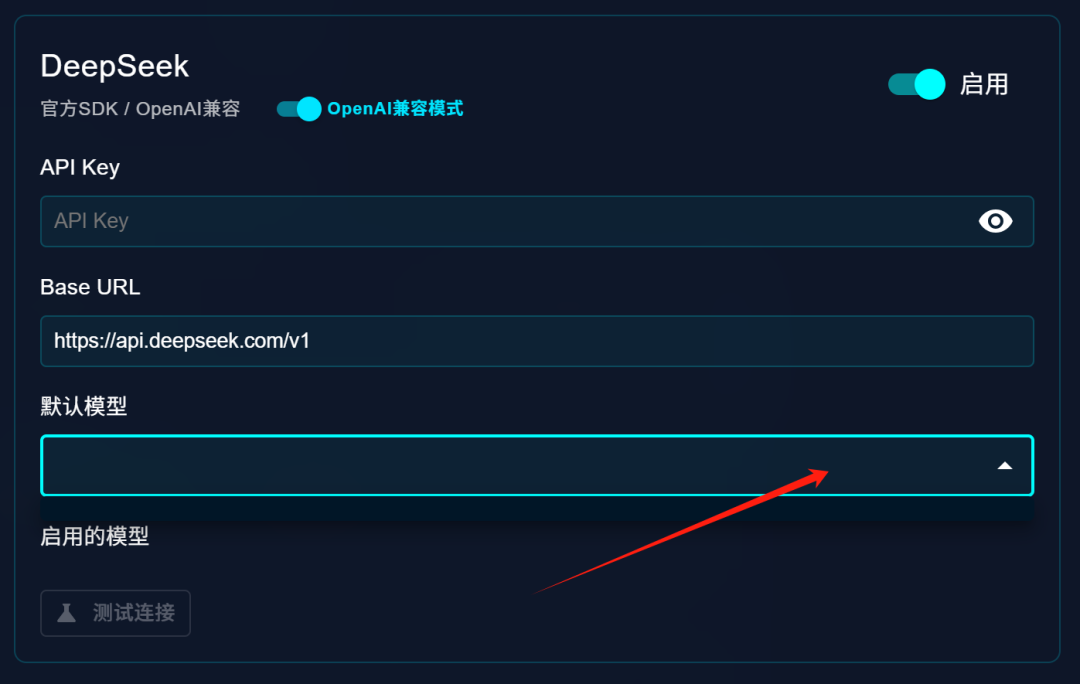 DeepSeek
启用
官方SDK / OpenAI兼容
OpenAI兼容模式
API Key
API Key
Base URL
https://api.deepseek.com/v1
默认模型
启用的模型
测试连接